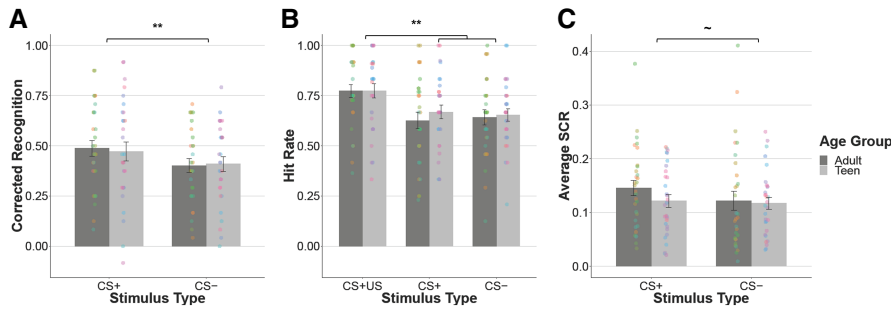 A
**
Corrected Recognition
1.00
0.75
0.50
0.25
0.00
CS+
CS−
Stimulus Type
B
**
Hit Rate
1.00
0.75
0.50
0.25
0.00
CS+US
CS+
CS−
Stimulus Type
C
~
Average SCR
0.4
0.3
0.2
0.1
0.0
CS+
CS−
Stimulus Type
Age Group
Adult
Teen